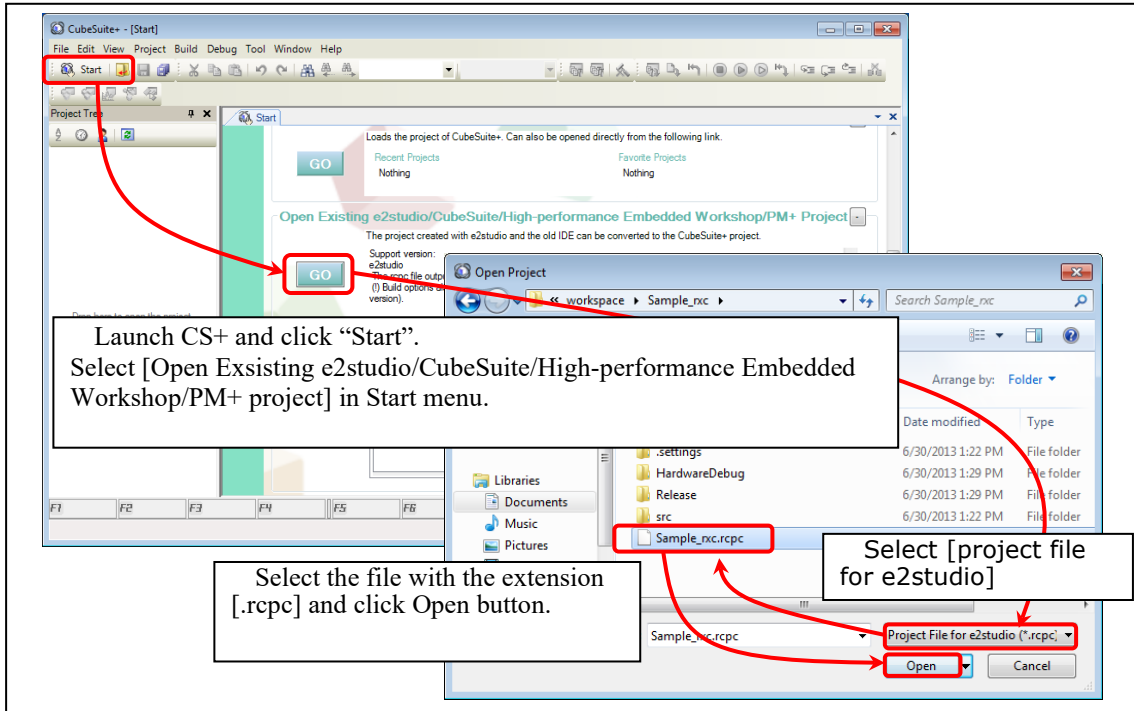 CubeSuite+ - [Start]
File Edit View Project Build Debug Tool Window Help
Start
Project Tree
Start
Loads the project of CubeSuite+. Can also be opened directly from the following link.
GO
Recent Projects
Favorite Projects
Nothing
Nothing
Open Existing e2studio/CubeSuite/High-performance Embedded Workshop/PM+ Project
The project created with e2studio and the old IDE can be converted to the CubeSuite+ project.
GO
Support version:
e2studio
The rcpc file outp
(!) Build options
version).
Open Project
« workspace Sample_rxc
Search Sample_rxc
Launch CS+ and click “Start”.
Select [Open Exsisting e2studio/CubeSuite/High-performance Embedded
Workshop/PM+ project] in Start menu.
Arrange by: Folder
Date modified Type
.settings 6/30/2013 1:22 PM File folder
HardwareDebug 6/30/2013 1:29 PM File folder
Release 6/30/2013 1:29 PM File folder
src 6/30/2013 1:22 PM File folder
Sample_rxc.rcpc
Libraries
Documents
Music
Pictures
F1 F2 F3 F4 F5 F6
Select [project file
for e2studio]
Select the file with the extension
[.rcpc] and click Open button.
Sample_rxc.rcpc
Project File for e2studio (*.rcpc)
Open Cancel